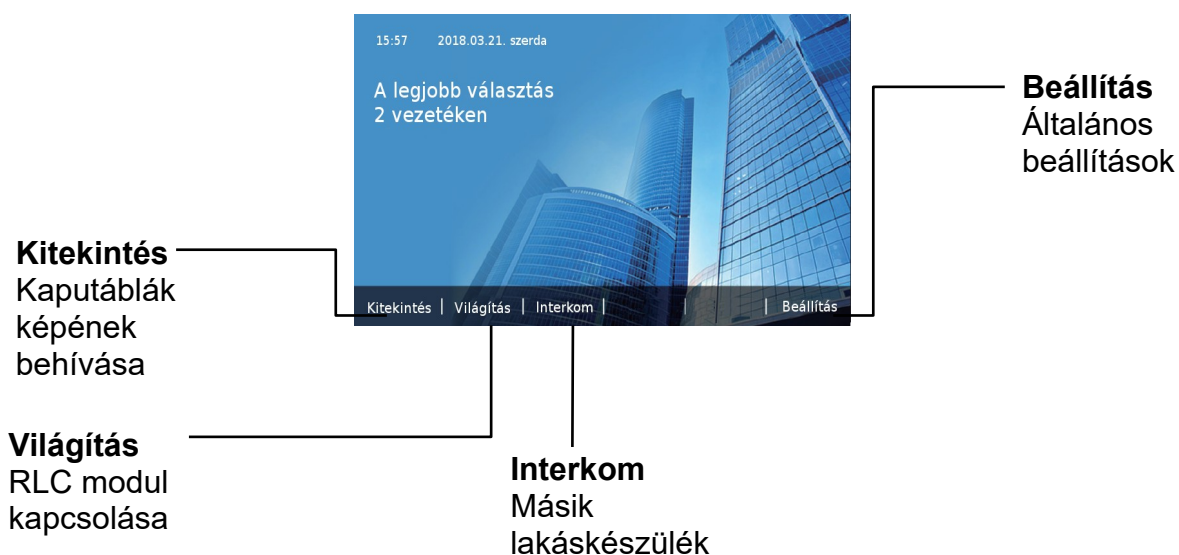 15:57 2018.03.21. szerda
A legjobb választás
2 vezetéken
Kitekintés | Világítás | Interkom | | | Beállítás
Beállítás
Általános
beállítások
Kitekintés
Kaputáblák
képének
behívása
Világítás
RLC modul
kapcsolása
Interkom
Másik
lakáskészülék